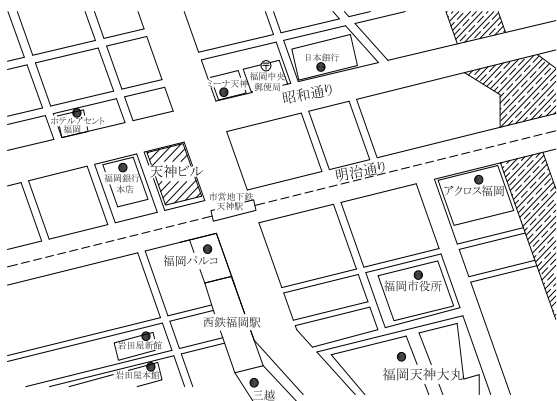 日本銀行
ミーナ天神
福岡中央
郵便局
昭和通り
ホテルアセント
福岡
天神ビル
福岡銀行
本店
明治通り
市営地下鉄
天神駅
アクロス福岡
福岡パルコ
福岡市役所
西鉄福岡駅
岩田屋新館
岩田屋本館
福岡天神大丸
三越